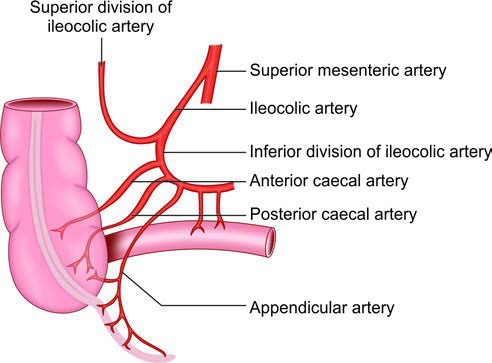 Superior division of
ileocolic artery
Superior mesenteric artery
Ileocolic artery
Inferior division of ileocolic artery
Anterior caecal artery
Posterior caecal artery
Appendicular artery